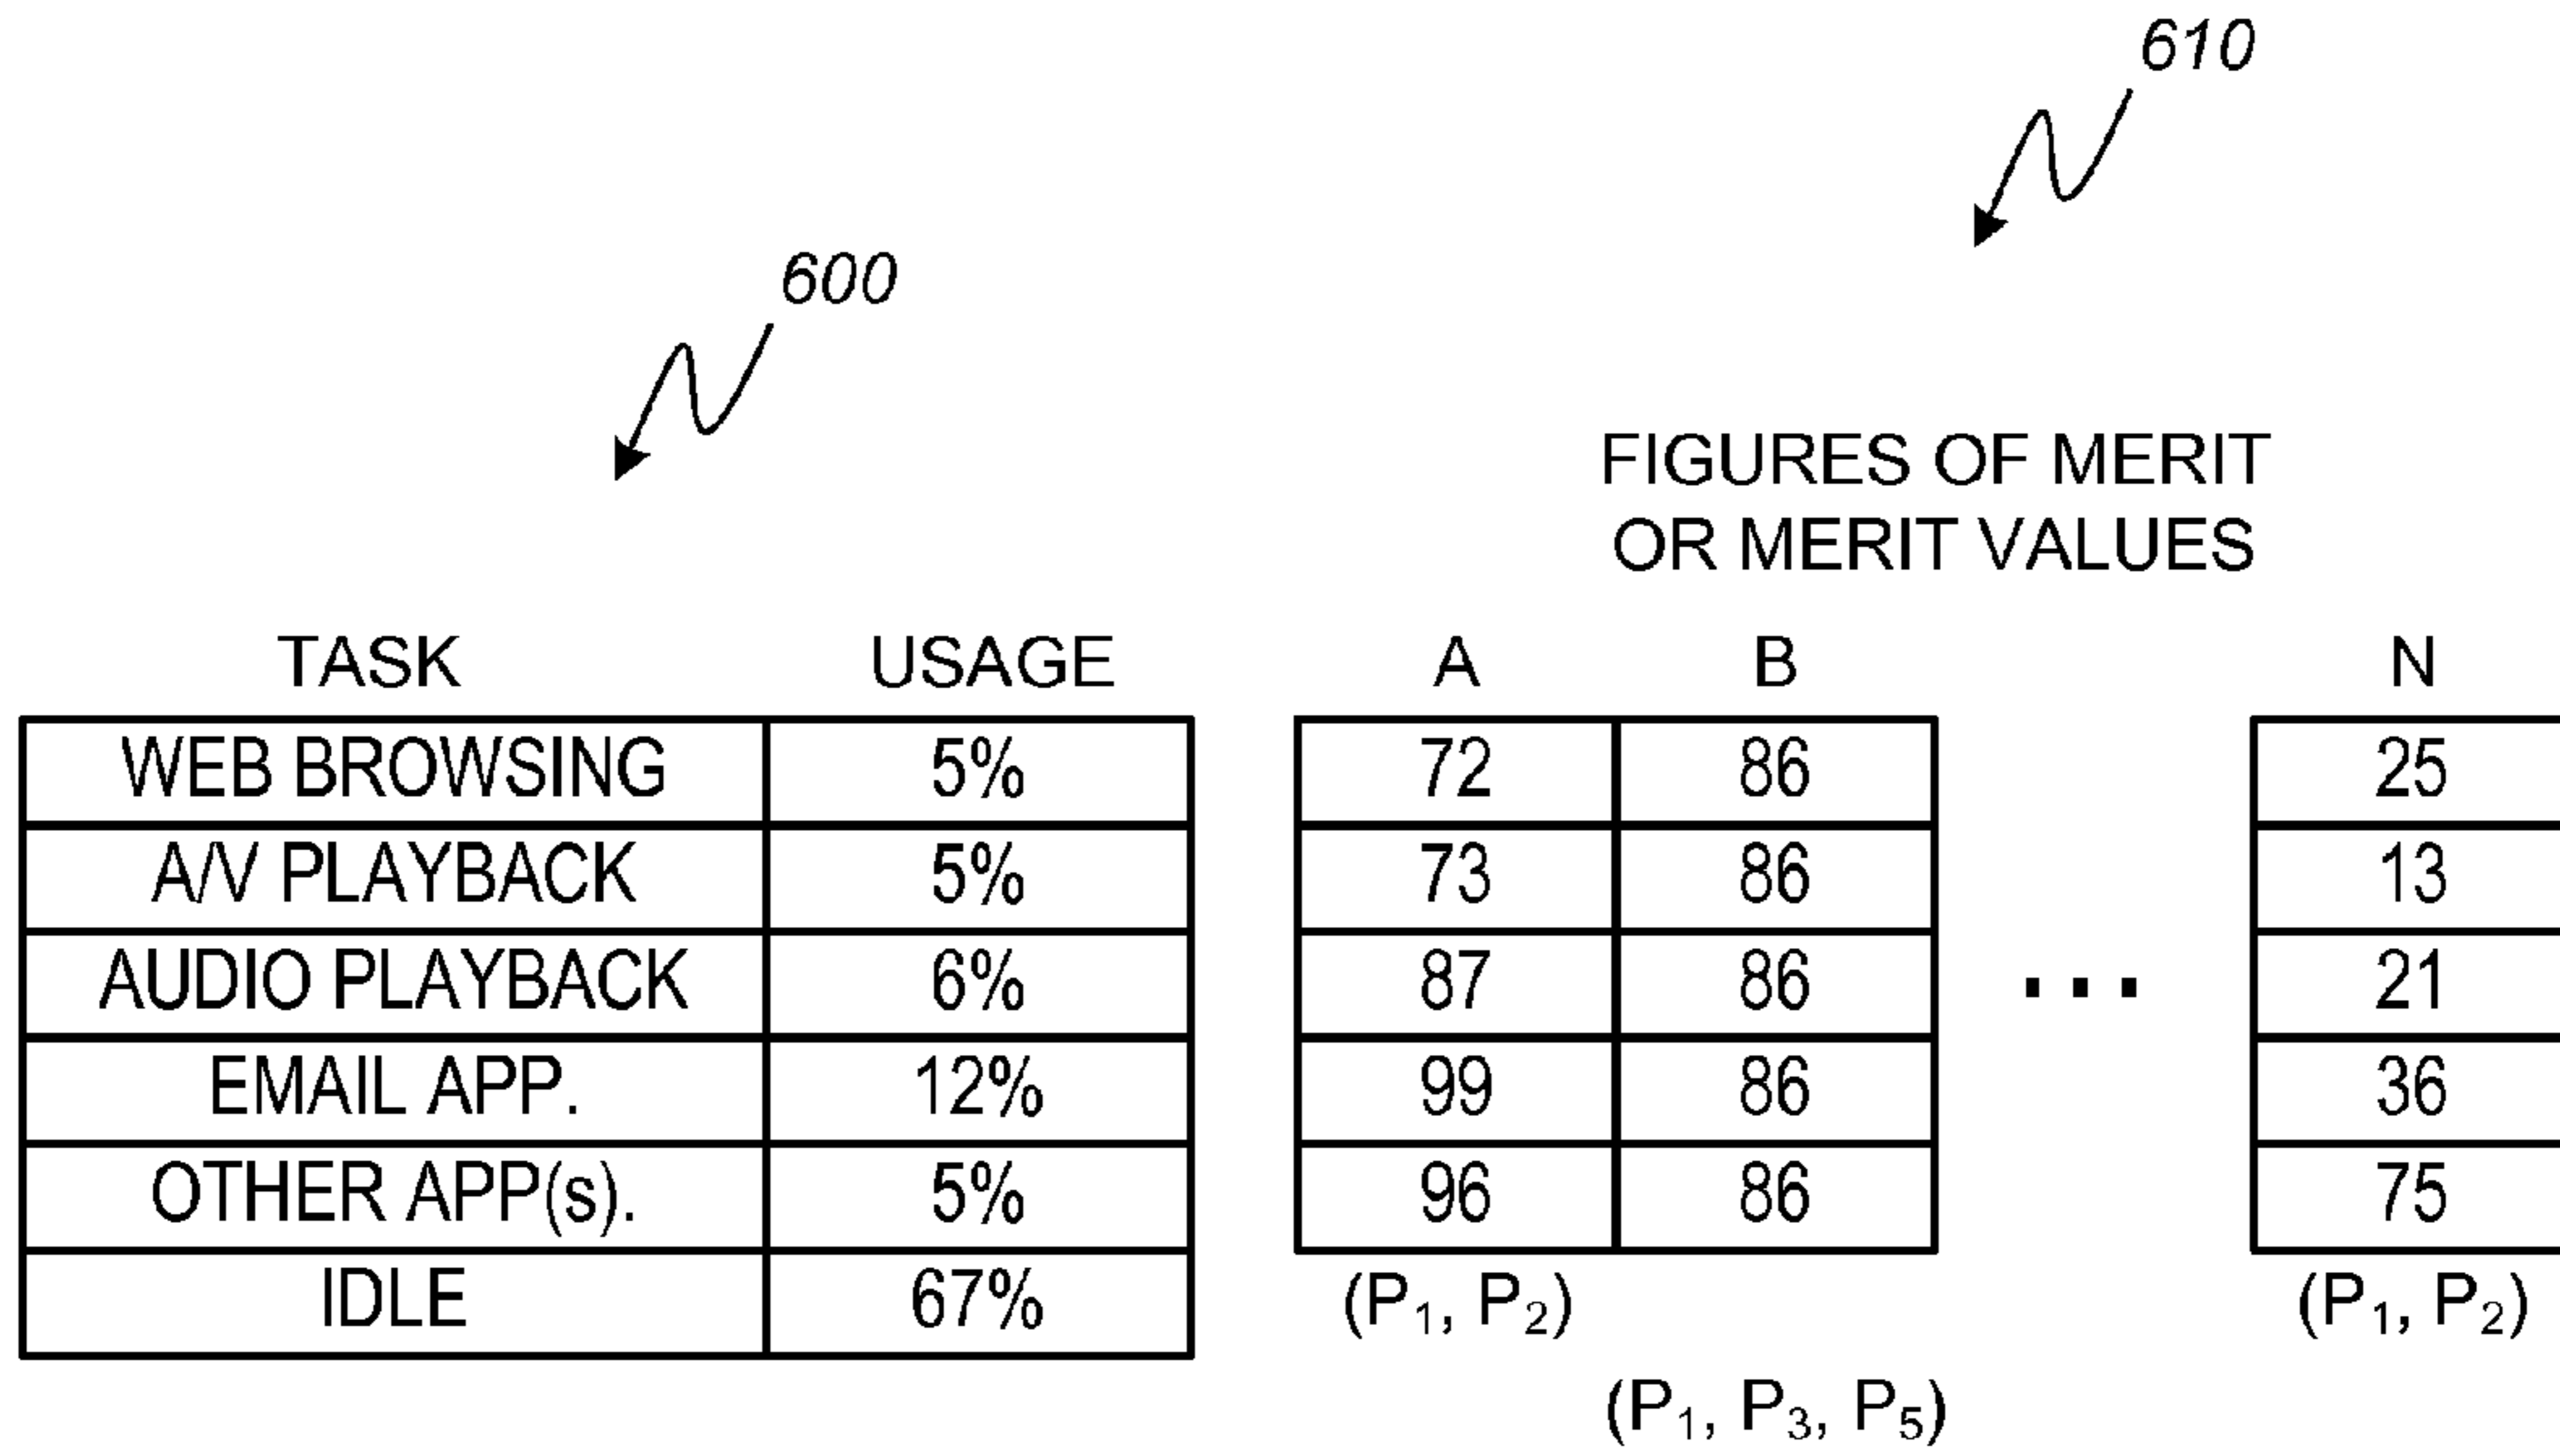 610
600
FIGURES OF MERIT
OR MERIT VALUES
TASK USAGE A B N
WEB BROWSING 5% 72 86 25
A/V PLAYBACK 5% 73 86 13
AUDIO PLAYBACK 6% 87 86 ... 21
EMAIL APP. 12% 99 86 36
OTHER APP(s). 5% 96 86 75
IDLE 67% (P₁, P₂) (P₁, P₂)
(P₁, P₃, P₅)